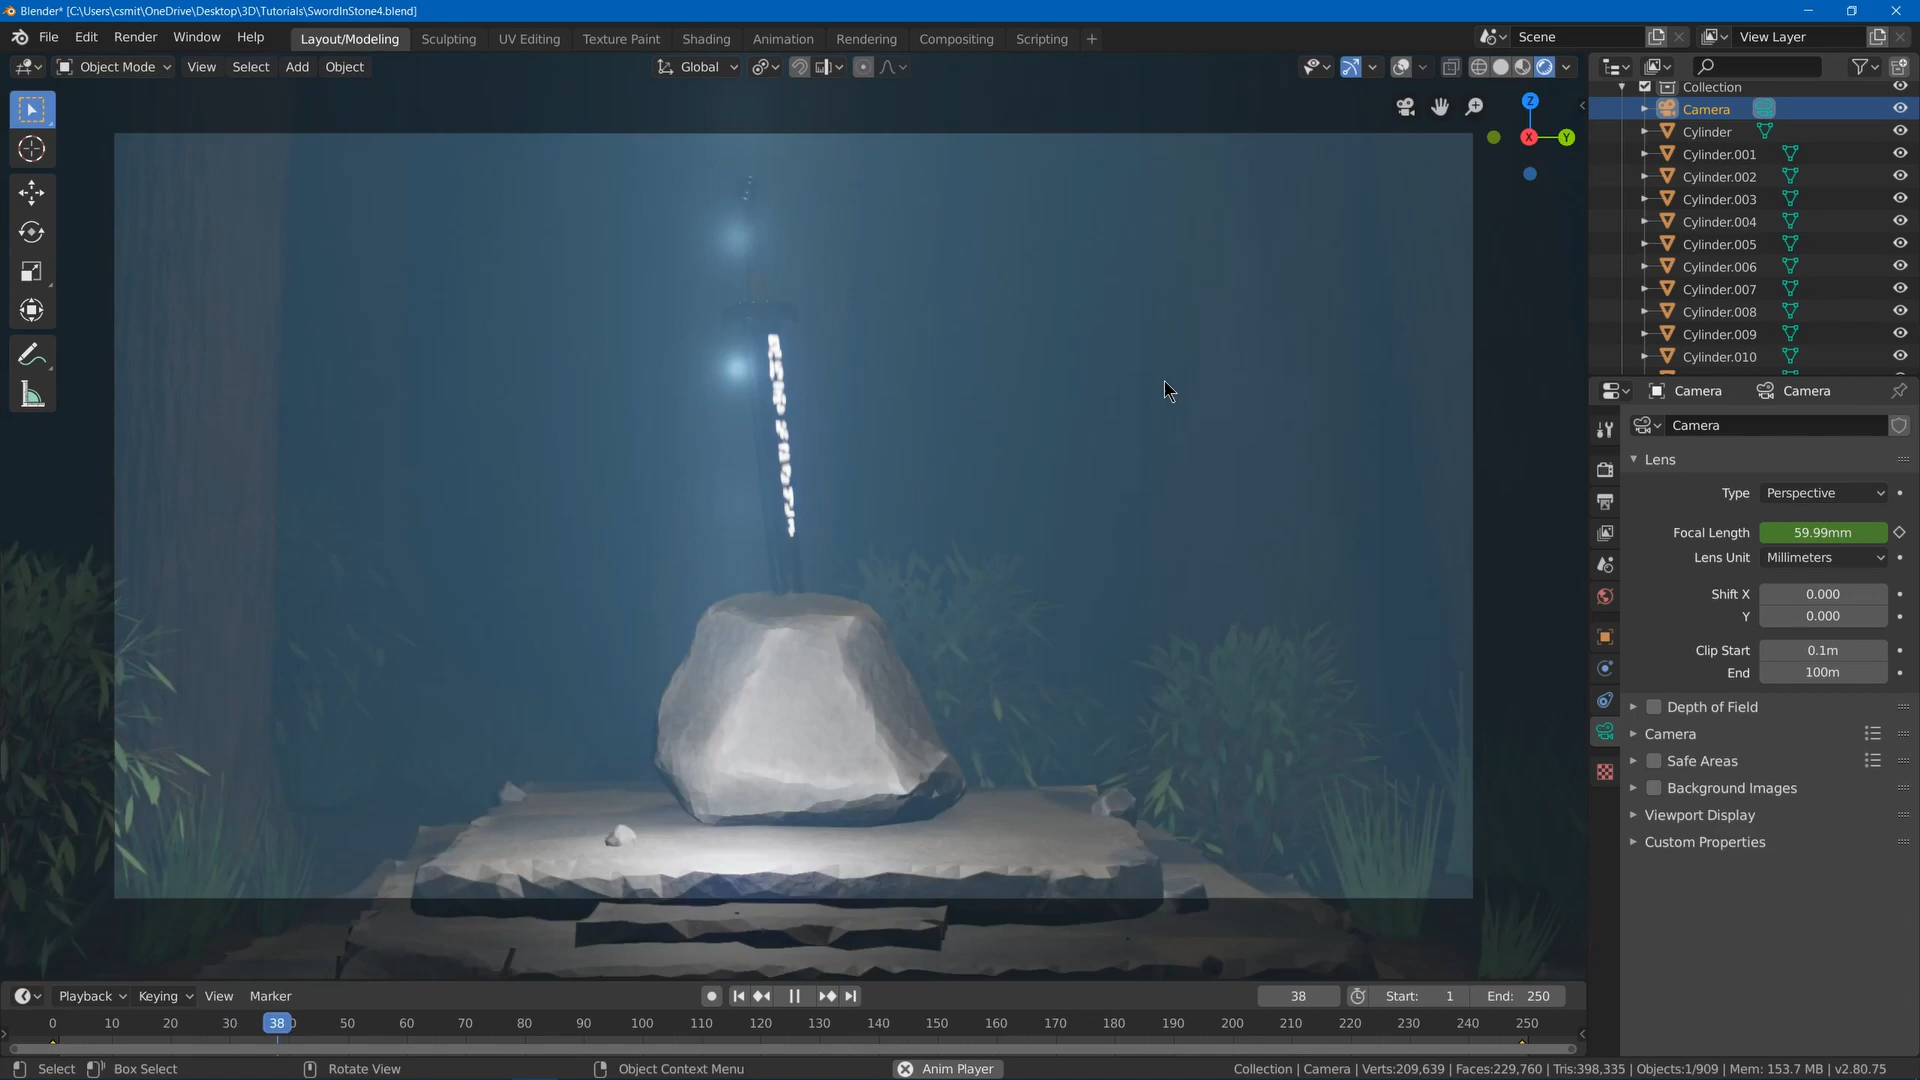 Blender* [C:\Users\csmit\OneDrive\Desktop\3D\Tutorials\SwordInStone4.blend]
File Edit Render Window Help Layout/Modeling Sculpting UV Editing Texture Paint Shading Animation Rendering Compositing Scripting + Scene View Layer
Object Mode View Select Add Object Global
Z
X Y
Collection
Camera
Cylinder
Cylinder.001
Cylinder.002
Cylinder.003
Cylinder.004
Cylinder.005
Cylinder.006
Cylinder.007
Cylinder.008
Cylinder.009
Cylinder.010
Camera Camera
Camera
Lens
Type Perspective
Focal Length 59.99mm
Lens Unit Millimeters
Shift X 0.000
Y 0.000
Clip Start 0.1m
End 100m
Depth of Field
Camera
Safe Areas
Background Images
Viewport Display
Custom Properties
Playback Keying View Marker 38 Start: 1 End: 250
0 10 20 30 38 50 60 70 80 90 100 110 120 130 140 150 160 170 180 190 200 210 220 230 240 250
Select Box Select Rotate View Object Context Menu Anim Player Collection | Camera | Verts:209,639 | Faces:229,760 | Tris:398,335 | Objects:1/909 | Mem: 153.7 MB | v2.80.75